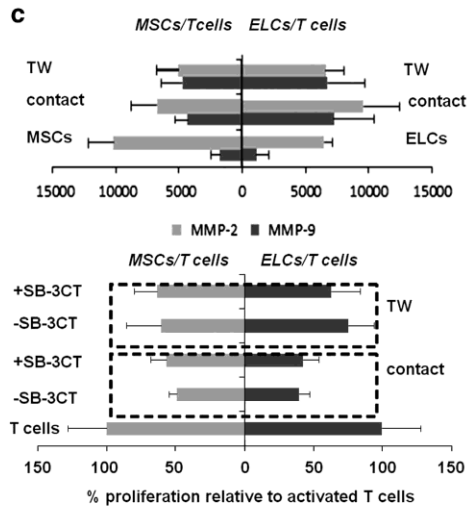 c
MSCs/Tcells ELCs/T cells
TW TW
contact contact
MSCs ELCs
15000 10000 5000 0 5000 10000 15000
MMP-2 MMP-9
MSCs/T cells ELCs/T cells
+SB-3CT
TW
-SB-3CT
+SB-3CT
contact
-SB-3CT
T cells
150 100 50 0 50 100 150
% proliferation relative to activated T cells